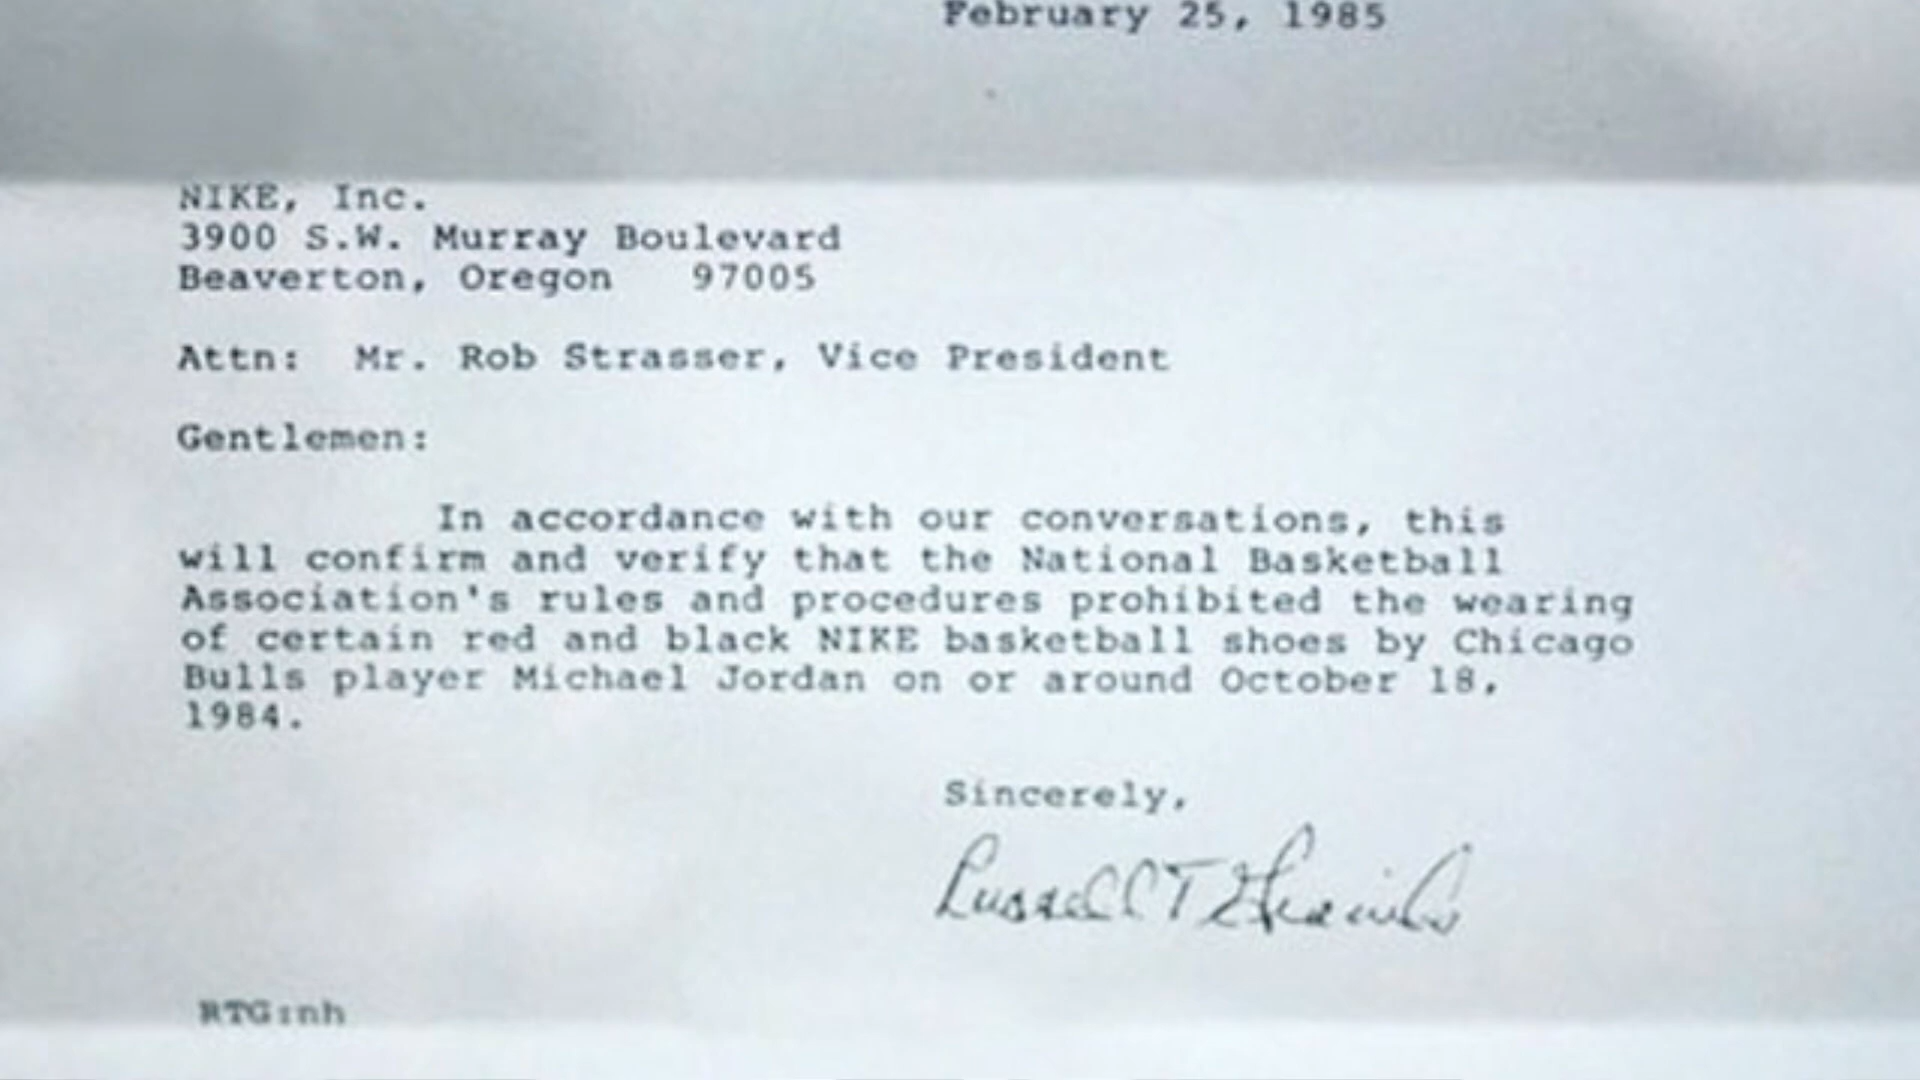 February 25, 1985
NIKE, Inc.
3900 S.W. Murray Boulevard
Beaverton, Oregon 97005
Attn: Mr. Rob Strasser, Vice President
Gentlemen:
In accordance with our conversations, this
will confirm and verify that the National Basketball
Association's rules and procedures prohibited the wearing
of certain red and black NIKE basketball shoes by Chicago
Bulls player Michael Jordan on or around October 18,
1984.
Sincerely,
Russell T Granik
RTG:nh